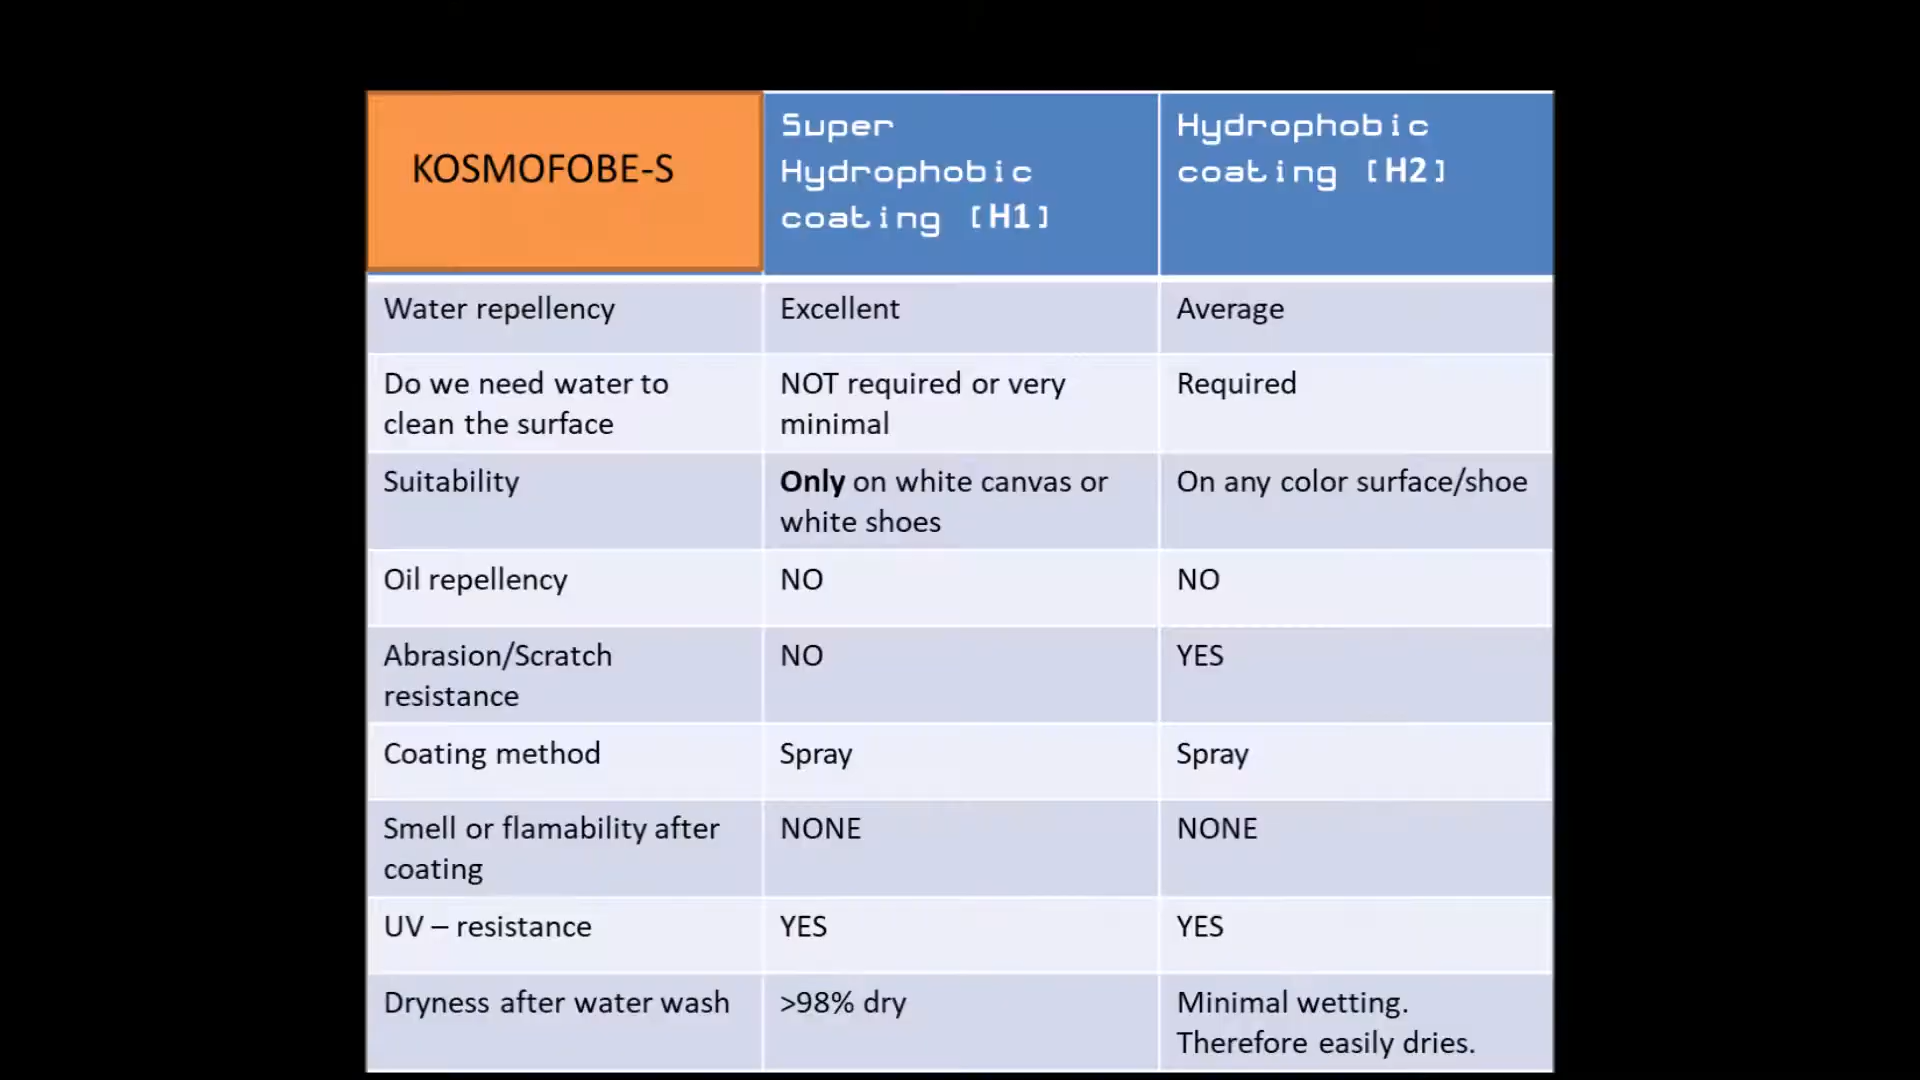 KOSMOFOBE-S
Super
Hydrophobic
coating [H1]
Hydrophobic
coating [H2]
Water repellency
Excellent
Average
Do we need water to
clean the surface
NOT required or very
minimal
Required
Suitability
Only on white canvas or
white shoes
On any color surface/shoe
Oil repellency
NO
NO
Abrasion/Scratch
resistance
NO
YES
Coating method
Spray
Spray
Smell or flamability after
coating
NONE
NONE
UV – resistance
YES
YES
Dryness after water wash
>98% dry
Minimal wetting.
Therefore easily dries.